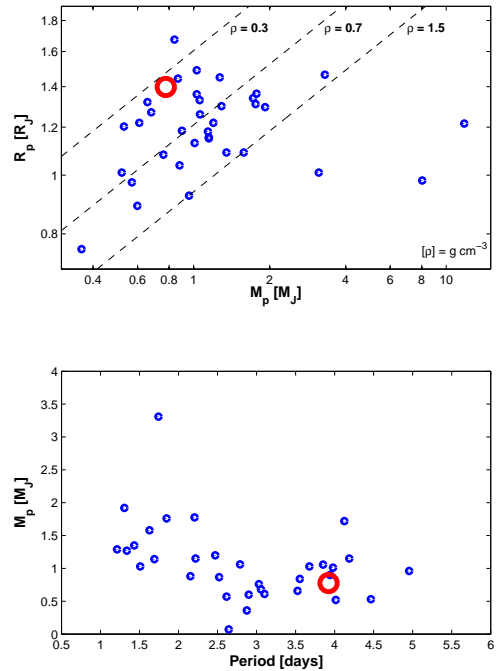 1.8
1.6
1.4
1.2
1
0.8
R_p [R_J]
ρ = 0.3
ρ = 0.7
ρ = 1.5
[ρ] = g cm⁻³
0.4 0.6 0.8 1 2 4 6 8 10
M_p [M_J]
4
3.5
3
2.5
2
1.5
1
0.5
0
M_p [M_J]
0.5 1 1.5 2 2.5 3 3.5 4 4.5 5 5.5 6
Period [days]